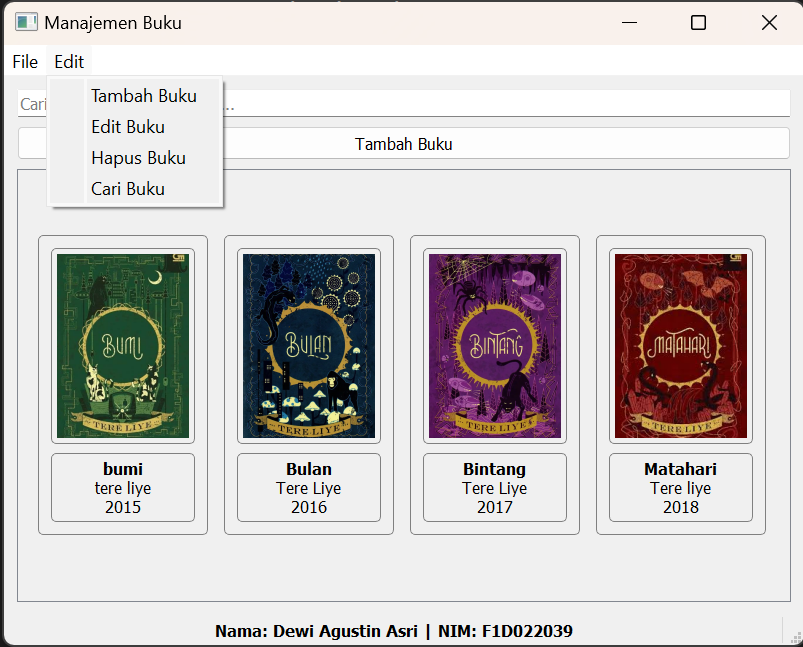 Manajemen Buku
File Edit
Tambah Buku
Edit Buku
Hapus Buku
Cari Buku
Cari
...
Tambah Buku
BUMI
TERE LIYE
bumi
tere liye
2015
BULAN
TERE LIYE
Bulan
Tere Liye
2016
BINTANG
TERE LIYE
Bintang
Tere Liye
2017
MATAHARI
TERE LIYE
Matahari
Tere liye
2018
Nama: Dewi Agustin Asri | NIM: F1D022039